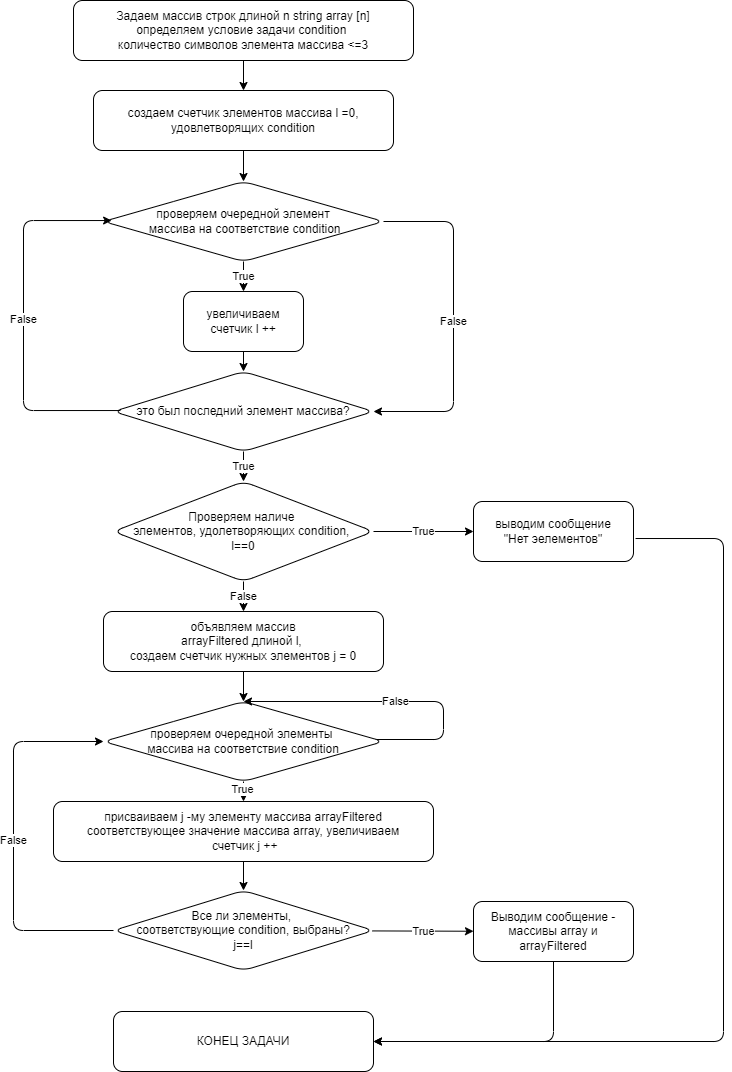 Задаем массив строк длиной n string array [n]
определяем условие задачи condition
количество символов элемента массива <=3
создаем счетчик элементов массива I =0,
удовлетворящих condition
проверяем очередной элемент
массива на соответствие condition
True
увеличиваем
счетчик I ++
False
False
это был последний элемент массива?
True
Проверяем наличе
элементов, удолетворяющих condition,
I==0
True
выводим сообщение
"Нет эелементов"
False
объявляем массив
arrayFiltered длиной I,
создаем счетчик нужных элементов j = 0
False
проверяем очередной элементы
массива на соответствие condition
True
присваиваем j -му элементу массива arrayFiltered
соответствующее значение массива array, увеличиваем
счетчик j ++
False
Все ли элементы,
соответствующие condition, выбраны?
j==I
True
Выводим сообщение -
массивы array и
arrayFiltered
КОНЕЦ ЗАДАЧИ